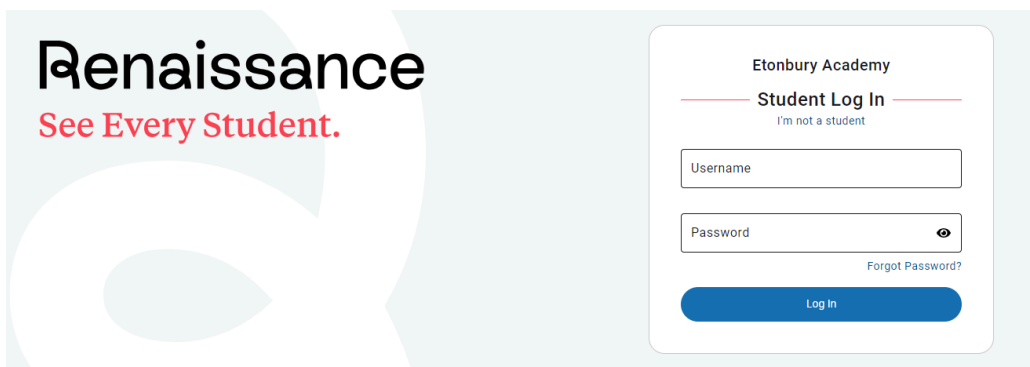 Renaissance
See Every Student.
Etonbury Academy
Student Log In
I'm not a student
Username
Password
Forgot Password?
Log In